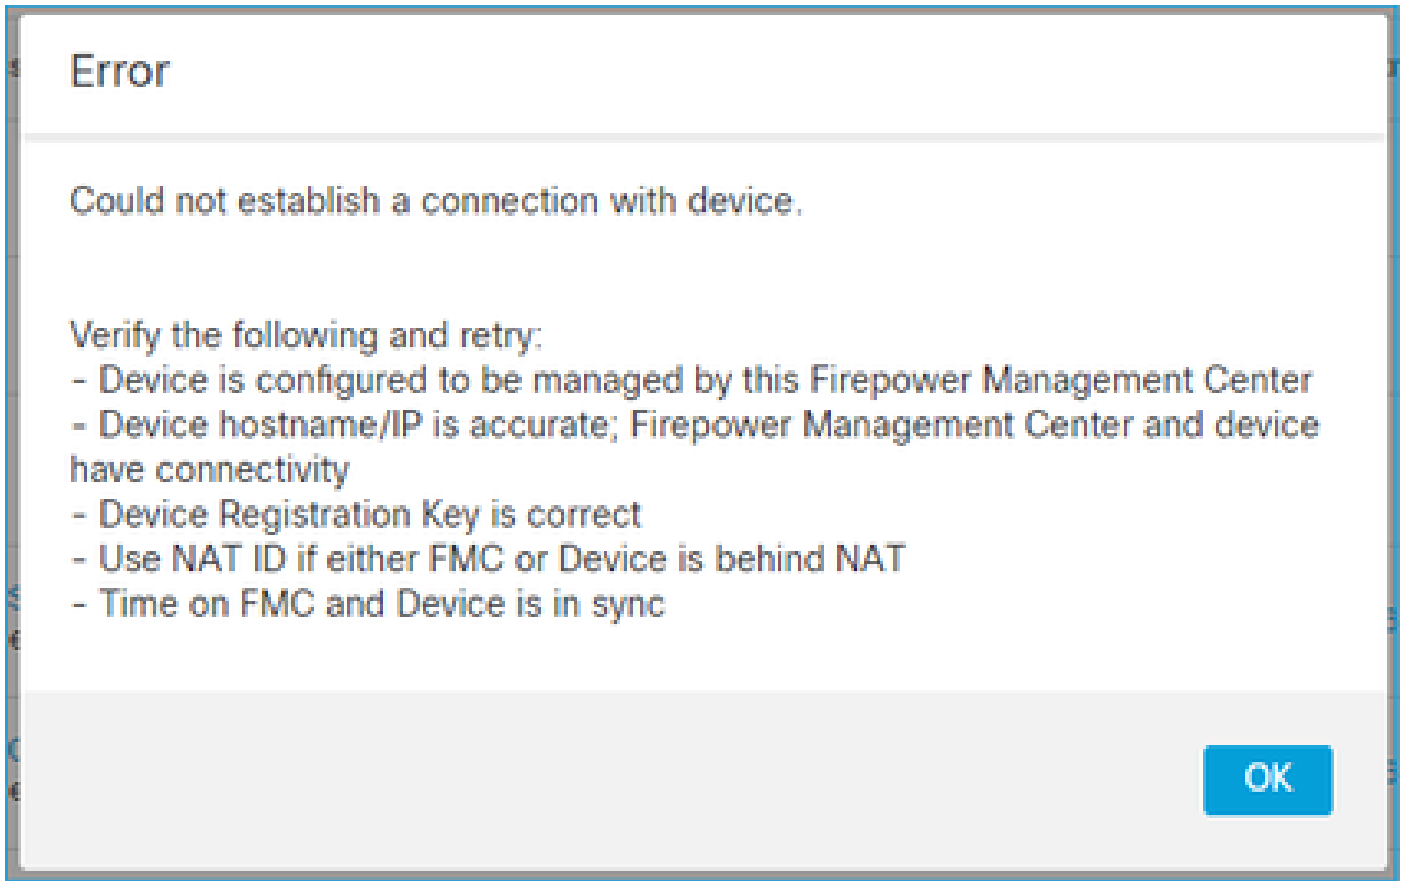 Error
Could not establish a connection with device.
Verify the following and retry:
- Device is configured to be managed by this Firepower Management Center
- Device hostname/IP is accurate; Firepower Management Center and device
have connectivity
- Device Registration Key is correct
- Use NAT ID if either FMC or Device is behind NAT
- Time on FMC and Device is in sync
OK